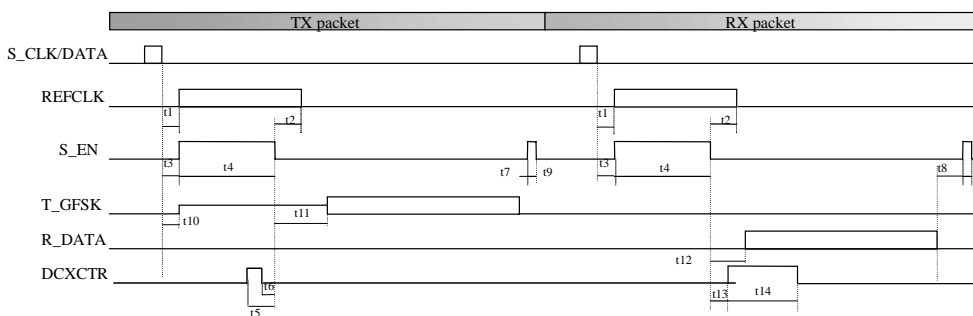 TX packet RX packet
S_CLK/DATA
REFCLK
t1 t2 t1 t2
S_EN
t3 t4 t7 t9 t3 t4 t8
T_GFSK
t10 t11
R_DATA
t12
DCXCTR
t6 t13 t14
t5